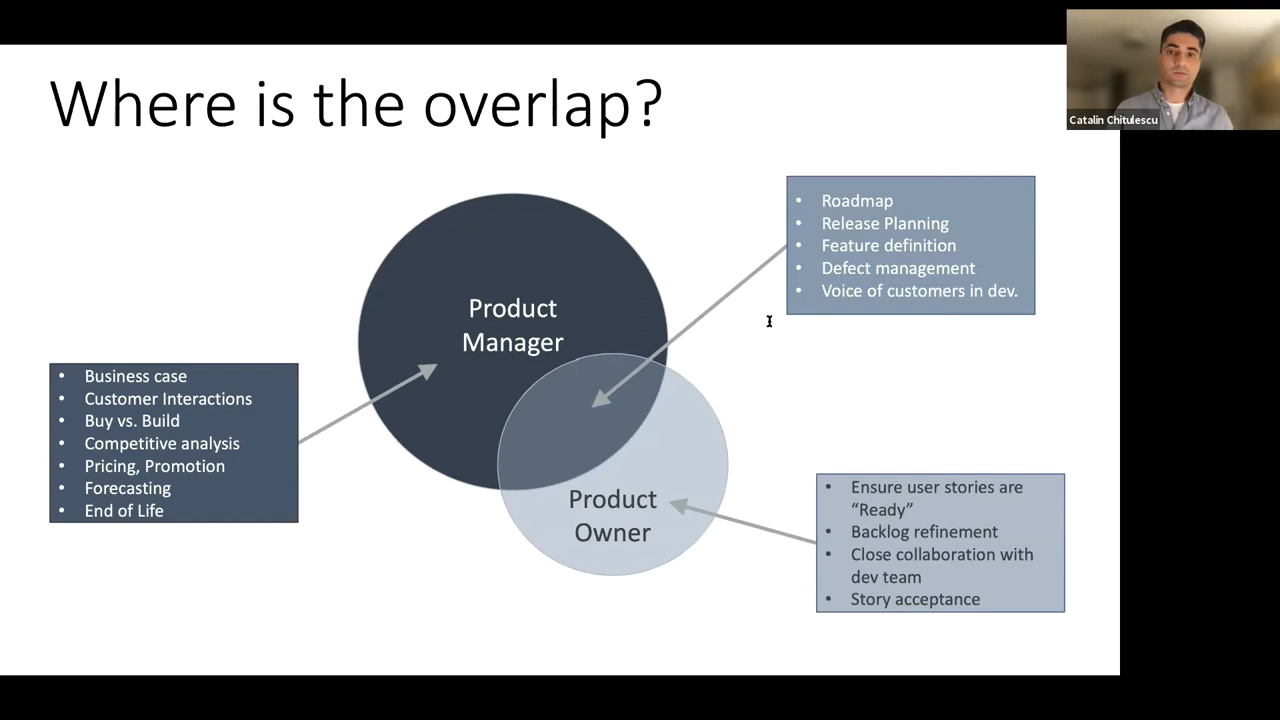 Where is the overlap?
Catalin Chitulescu
• Roadmap
• Release Planning
• Feature definition
• Defect management
• Voice of customers in dev.
Product
Manager
• Business case
• Customer Interactions
• Buy vs. Build
• Competitive analysis
• Pricing, Promotion
• Forecasting
• End of Life
Product
Owner
• Ensure user stories are
“Ready”
• Backlog refinement
• Close collaboration with
dev team
• Story acceptance